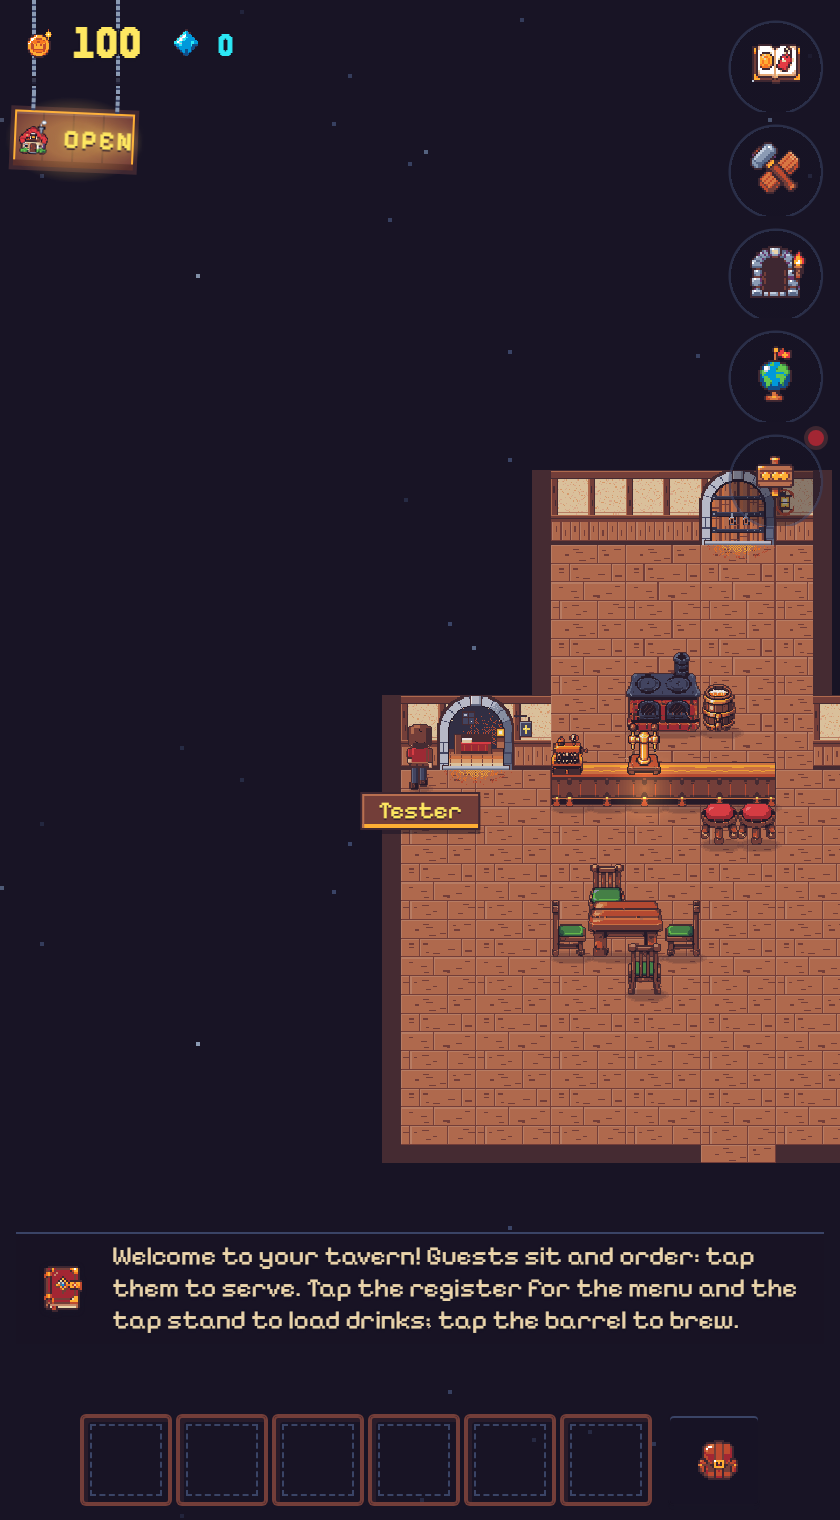 100 0
OPEN
Tester
Welcome to your tavern! Guests sit and order: tap
them to serve. Tap the register for the menu and the
tap stand to load drinks; tap the barrel to brew.